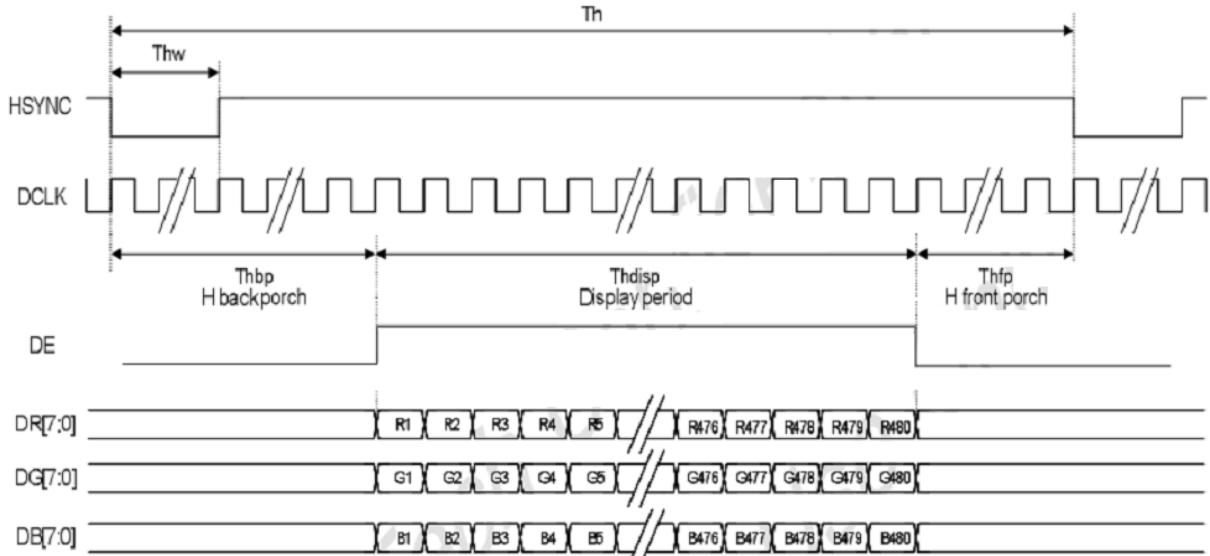 Th
Thw
HSYNC
DCLK
Thbp Thdisp Thfp
H backporch Display period H front porch
DE
DR[7:0] R1 R2 R3 R4 R5 R476 R477 R478 R479 R480
DG[7:0] G1 G2 G3 G4 G5 G476 G477 G478 G479 G480
DB[7:0] B1 B2 B3 B4 B5 B476 B477 B478 B479 B480